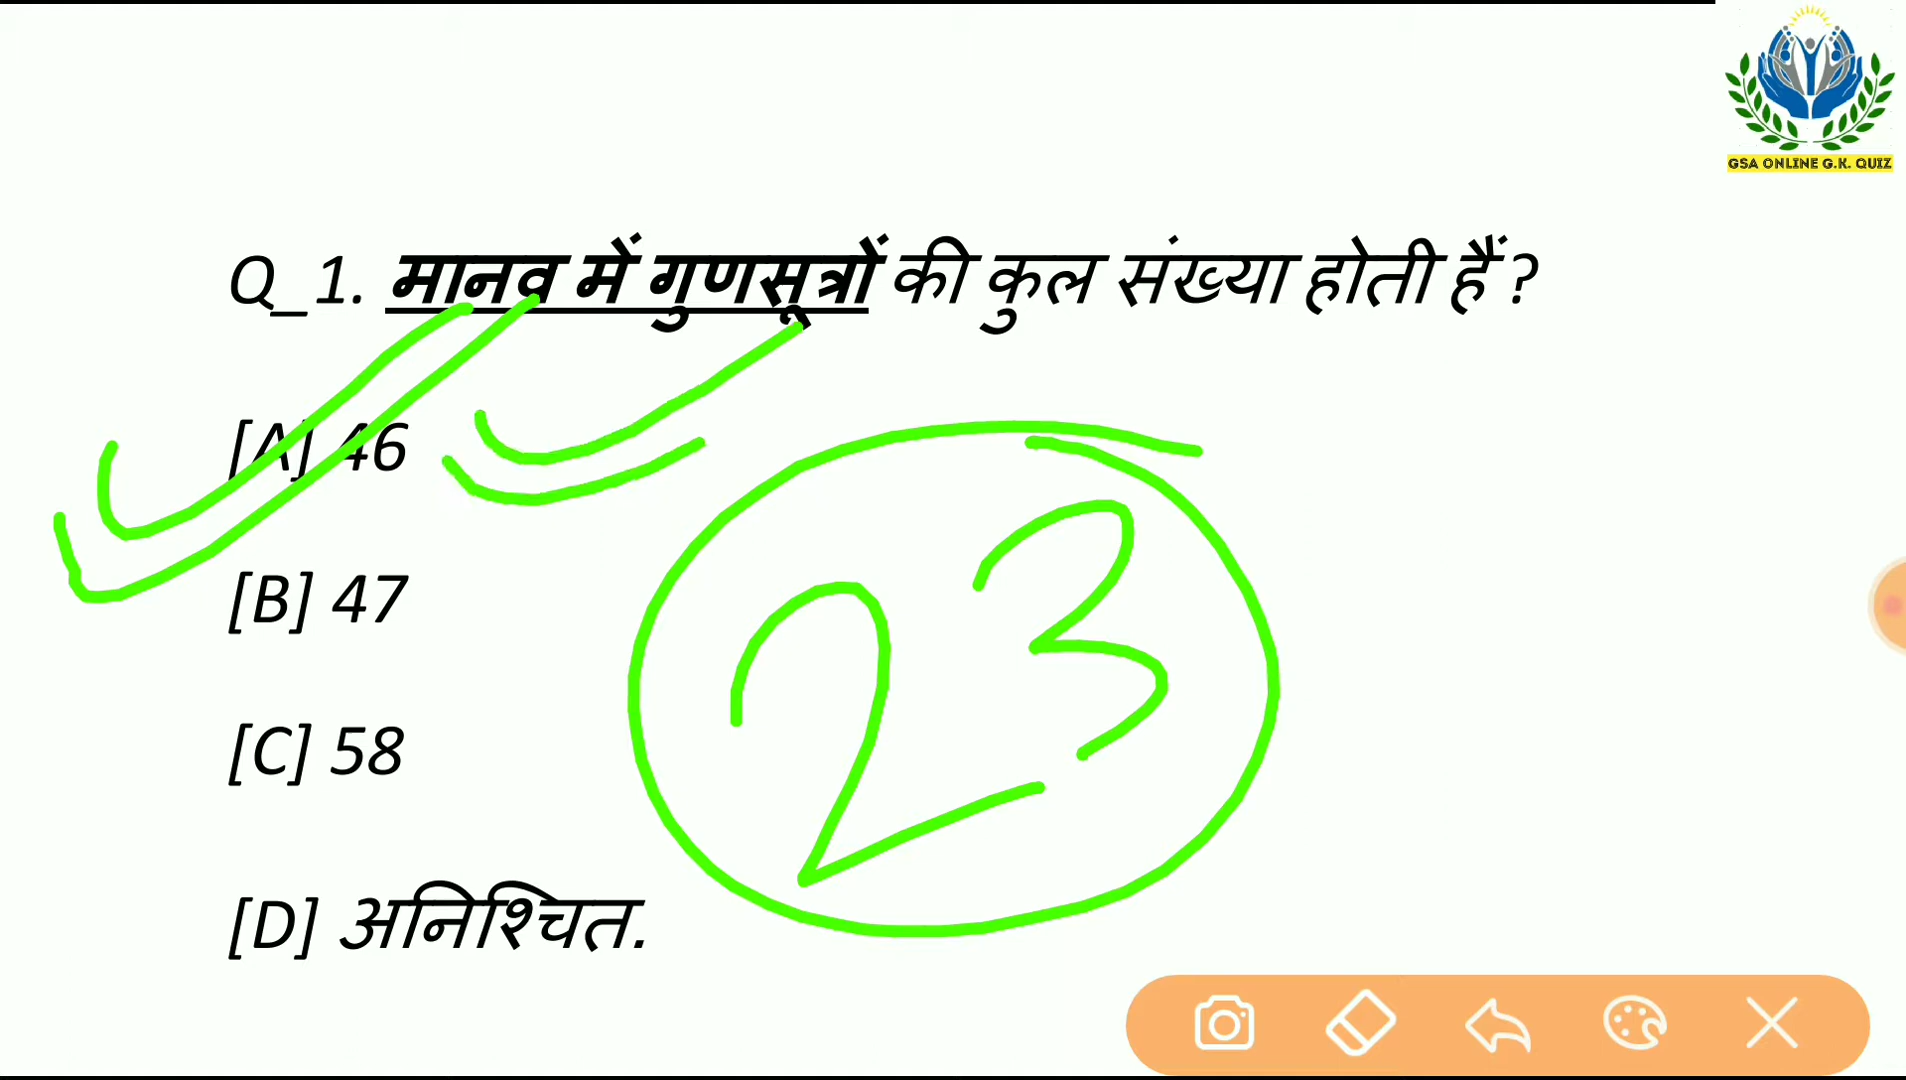 GSA ONLINE G.K. QUIZ
Q_1. मानव में गुणसूत्रों की कुल संख्या होती हैं ?
[A] 46
[B] 47
23
[C] 58
[D] अनिश्चित.